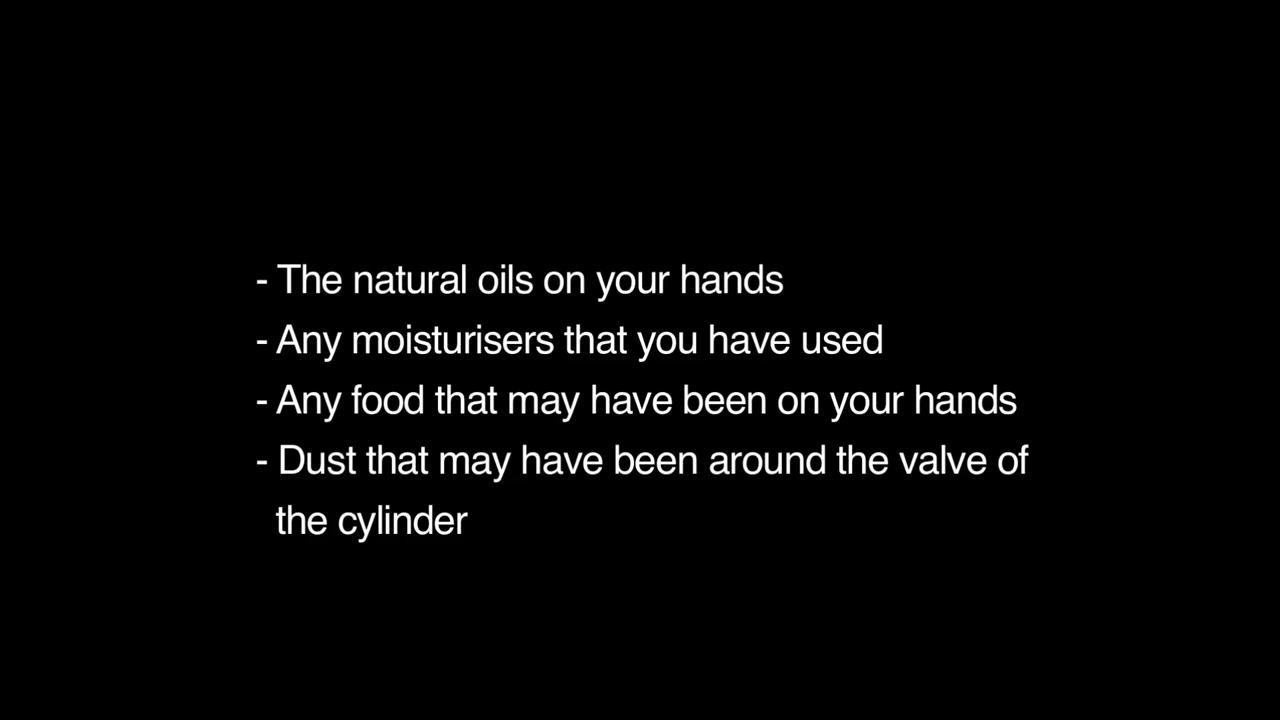 - The natural oils on your hands
- Any moisturisers that you have used
- Any food that may have been on your hands
- Dust that may have been around the valve of
the cylinder